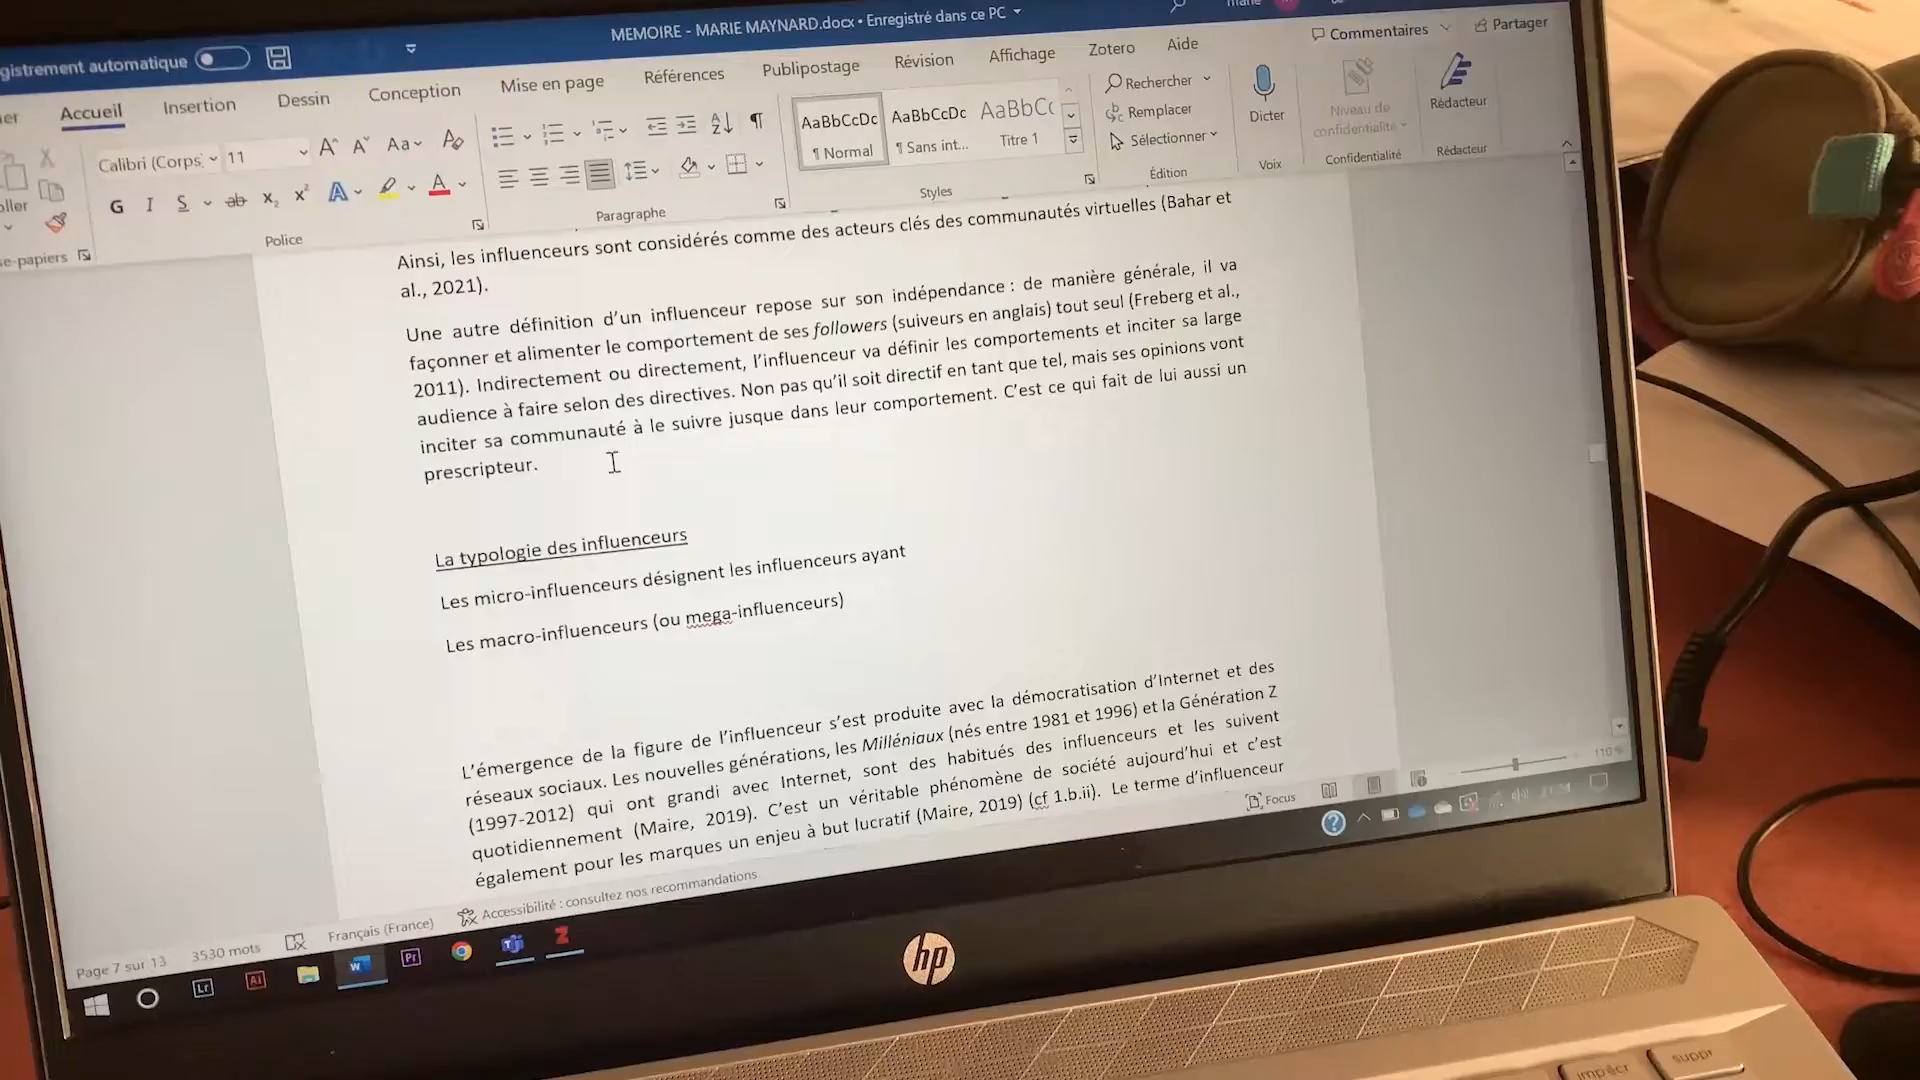 MEMOIRE - MARIE MAYNARD.docx • Enregistré dans ce PC
gistrement automatique
Commentaires
Partager
Accueil
Insertion
Dessin
Conception
Mise en page
Références
Publipostage
Révision
Affichage
Zotero
Aide
Calibri (Corps)
11
Aa
G I S ab x₂ x²
Police
Paragraphe
AaBbCcDc
¶ Normal
AaBbCcDc
¶ Sans int...
AaBbC
Titre 1
Styles
Rechercher
Remplacer
Sélectionner
Édition
Dicter
Voix
Niveau de
confidentialité
Confidentialité
Rédacteur
Rédacteur
oller
e-papiers
Ainsi, les influenceurs sont considérés comme des acteurs clés des communautés virtuelles (Bahar et
al., 2021).
Une autre définition d’un influenceur repose sur son indépendance : de manière générale, il va
façonner et alimenter le comportement de ses followers (suiveurs en anglais) tout seul (Freberg et al.,
2011). Indirectement ou directement, l’influenceur va définir les comportements et inciter sa large
audience à faire selon des directives. Non pas qu’il soit directif en tant que tel, mais ses opinions vont
inciter sa communauté à le suivre jusque dans leur comportement. C’est ce qui fait de lui aussi un
prescripteur.
La typologie des influenceurs
Les micro-influenceurs désignent les influenceurs ayant
Les macro-influenceurs (ou mega-influenceurs)
L’émergence de la figure de l’influenceur s’est produite avec la démocratisation d’Internet et des
réseaux sociaux. Les nouvelles générations, les Milléniaux (nés entre 1981 et 1996) et la Génération Z
(1997-2012) qui ont grandi avec Internet, sont des habitués des influenceurs et les suivent
quotidiennement (Maire, 2019). C’est un véritable phénomène de société aujourd’hui et c’est
également pour les marques un enjeu à but lucratif (Maire, 2019) (cf 1.b.ii). Le terme d’influenceur
Page 7 sur 13
3530 mots
Français (France)
Accessibilité : consultez nos recommandations
Focus
110 %
Lr
Ai
W
Pr
Z
hp
impécr
suppr